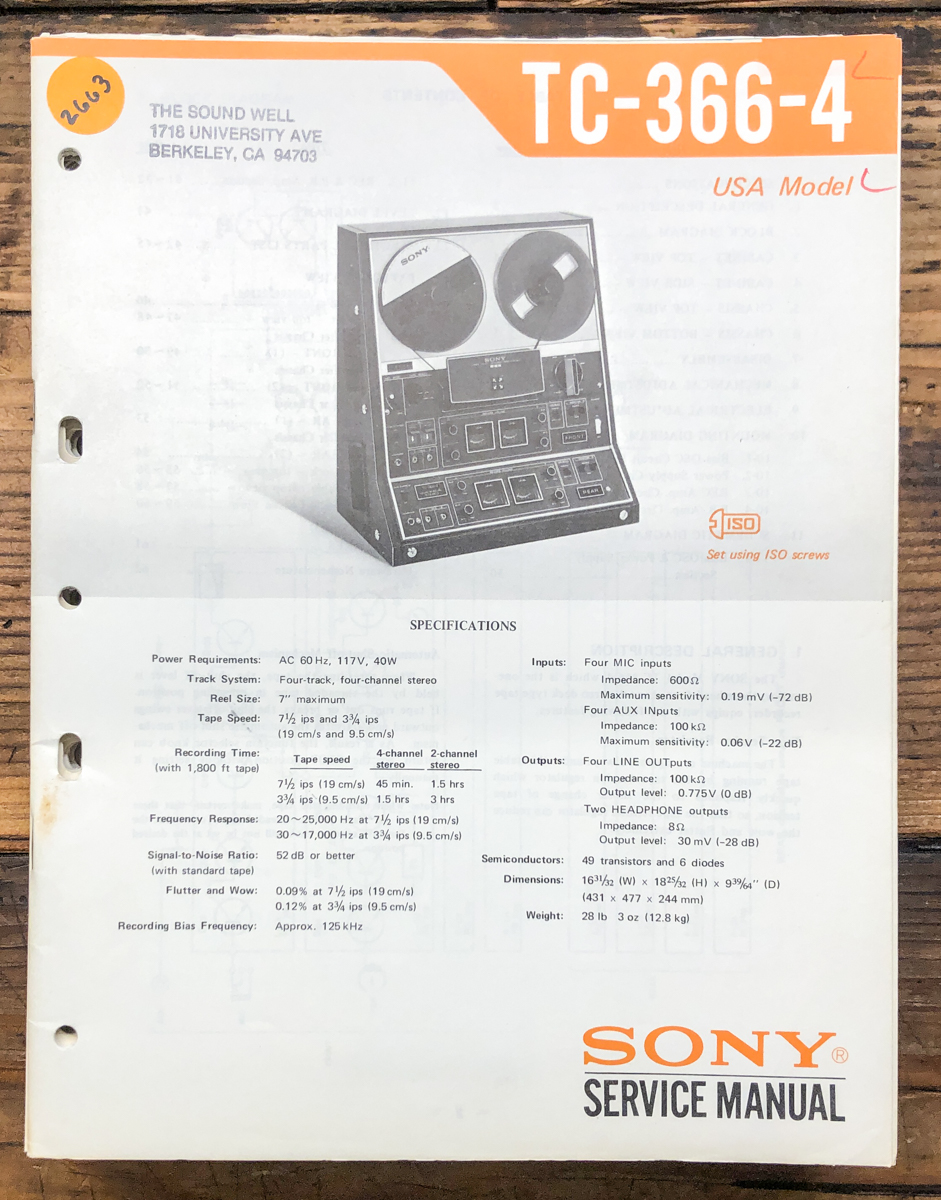 2663
THE SOUND WELL
1718 UNIVERSITY AVE
BERKELEY, CA 94703
TC-366-4
USA Model
SONY
SONY
FRONT
REAR
ISO
Set using ISO screws
SPECIFICATIONS
Power Requirements: AC 60 Hz, 117V, 40W
Track System: Four-track, four-channel stereo
Reel Size: 7" maximum
Tape Speed: 7½ ips and 3¾ ips
(19 cm/s and 9.5 cm/s)
Recording Time:
(with 1,800 ft tape)
Tape speed 4-channel stereo 2-channel stereo
7½ ips (19 cm/s) 45 min. 1.5 hrs
3¾ ips (9.5 cm/s) 1.5 hrs 3 hrs
Frequency Response: 20~25,000 Hz at 7½ ips (19 cm/s)
30~17,000 Hz at 3¾ ips (9.5 cm/s)
Signal-to-Noise Ratio: 52 dB or better
(with standard tape)
Flutter and Wow: 0.09% at 7½ ips (19 cm/s)
0.12% at 3¾ ips (9.5 cm/s)
Recording Bias Frequency: Approx. 125 kHz
Inputs: Four MIC inputs
Impedance: 600Ω
Maximum sensitivity: 0.19 mV (−72 dB)
Four AUX INputs
Impedance: 100 kΩ
Maximum sensitivity: 0.06V (−22 dB)
Outputs: Four LINE OUTputs
Impedance: 100 kΩ
Output level: 0.775V (0 dB)
Two HEADPHONE outputs
Impedance: 8Ω
Output level: 30 mV (−28 dB)
Semiconductors: 49 transistors and 6 diodes
Dimensions: 16 31/32 (W) x 18 25/32 (H) x 9 39/64" (D)
(431 x 477 x 244 mm)
Weight: 28 lb 3 oz (12.8 kg)
SONY®
SERVICE MANUAL